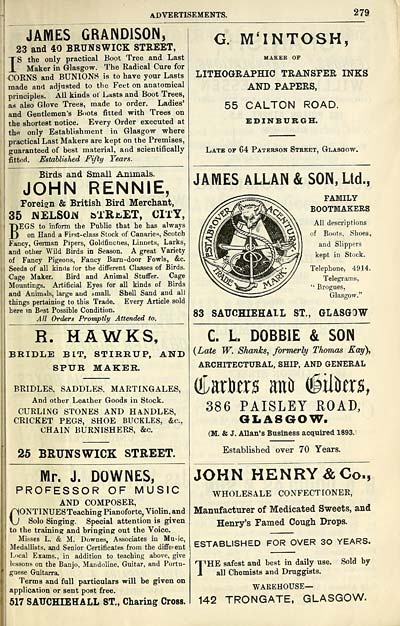 ADVERTISEMENTS. 279
JAMES GRANDISON,
23 and 40 BRUNSWICK STREET,
IS the only practical Boot Tree and Last
Maker in Glasgow. The Radical Cure for
CORNS and BUNIONS is to have your Lasts
made and adjusted to the Feet on anatomical
principles. All kinds of Lasts and Boot Trees,
as also Glove Trees, made to order. Ladies'
and Gentlemen's Boots fitted with Trees on
the shortest notice. Every Order executed at
the only Establishment in Glasgow where
practical Last Makers are kept on the Premises,
guaranteed of best material, and scientifically
fitted. Established Fifty Years.
Birds and Small Animals.
JOHN RENNIE,
Foreign & British Bird Merchant,
35 NELSON STREET, CITY,
BEGS to inform the Public that he has always
on Hand a First-class Stock of Canaries, Scotch
Fancy, German Pipers, Goldfinches, Linnets, Larks,
and other Wild Birds in Season. A great Variety
of Fancy Pigeons, Fancy Barn-door Fowls, &c.
Seeds of all kinds for the different Classes of Birds.
Cage Maker. Bird and Animal Stuffer. Cage
Mountings. Artificial Eyes for all kinds of Birds
and Animals, large and small. Shell Sand and all
things pertaining to this Trade. Every Article sold
here in Best Possible Condition.
All Orders Promptly Attended to.
R. HAWKS,
BRIDLE BIT, STIRRUP, AND
SPUR MAKER.
BRIDLES, SADDLES, MARTINGALES,
And other Leather Goods in Stock.
CURLING STONES AND HANDLES,
CRICKET PEGS, SHOE BUCKLES, &c.,
CHAIN BURNISHERS, &c.
25 BRUNSWICK STREET.
Mr. J. DOWNES,
PROFESSOR OF MUSIC
AND COMPOSER,
CONTINUES Teaching Pianoforte, Violin, and
Solo Singing. Special attention is given
to the training and bringing out the Voice.
Misses L. & M. Downes, Associates in Music,
Medallists, and Senior Certificates from the different
Local Exams., in addition to teaching above, give
lessons on the Banjo, Mandoline, Guitar, and Portu-
guese Guitarra.
Terms and full particulars will be given on
application or sent post free.
517 SAUCHIEHALL ST., Charing Cross.
G. M'INTOSH,
MAKER OF
LITHOGRAPHIC TRANSFER INKS
AND PAPERS,
55 CALTON ROAD.
EDINBURGH.
LATE OF 64 PATERSON STREET, GLASGOW.
JAMES ALLAN & SON, Ltd.,
FAMILY
BOOTMAKERS
All descriptions
of Boots, Shoes,
and Slippers
kept in Stock.
Telephone, 4914.
Telegrams,
"Brogues,
Glasgow."
ESTAB OVER A CENTURY
TRADE MARK
83 SAUCHIEHALL ST., GLASGOW
C. L. DOBBIE & SON
(Late W. Shanks, formerly Thomas Kay),
ARCHITECTURAL, SHIP, AND GENERAL
Carvers and Gilders,
386 PAISLEY ROAD,
GLASGOW.
(M. & J. Allan's Business acquired 1893.)
Established over 70 Years.
JOHN HENRY & Co.,
WHOLESALE CONFECTIONER,
Manufacturer of Medicated Sweets, and
Henry's Famed Cough Drops.
ESTABLISHED FOR OVER 30 YEARS.
THE safest and best in daily use. Sold by
all Chemists and Druggists.
WAREHOUSE—
142 TRONGATE, GLASGOW.